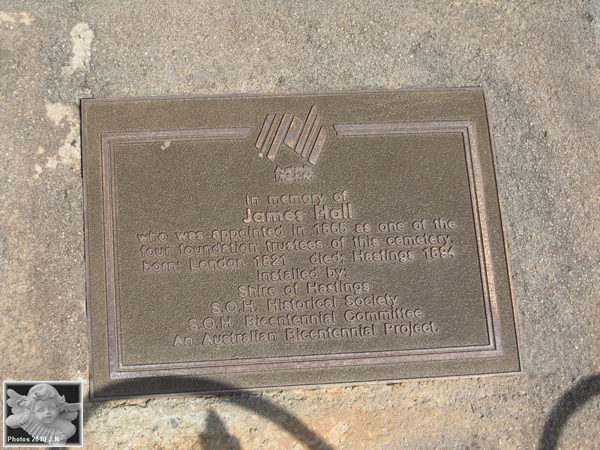 In memory of
James Hall
who was appointed in 1865 as one of the
four foundation trustees of this cemetery.
born: London 1821 died: Hastings 1894
Installed by:
Shire of Hastings
S.O.H. Historical Society
S.O.H. Bicentennial Committee
An Australian Bicentennial Project.
Photos 2010 J.N